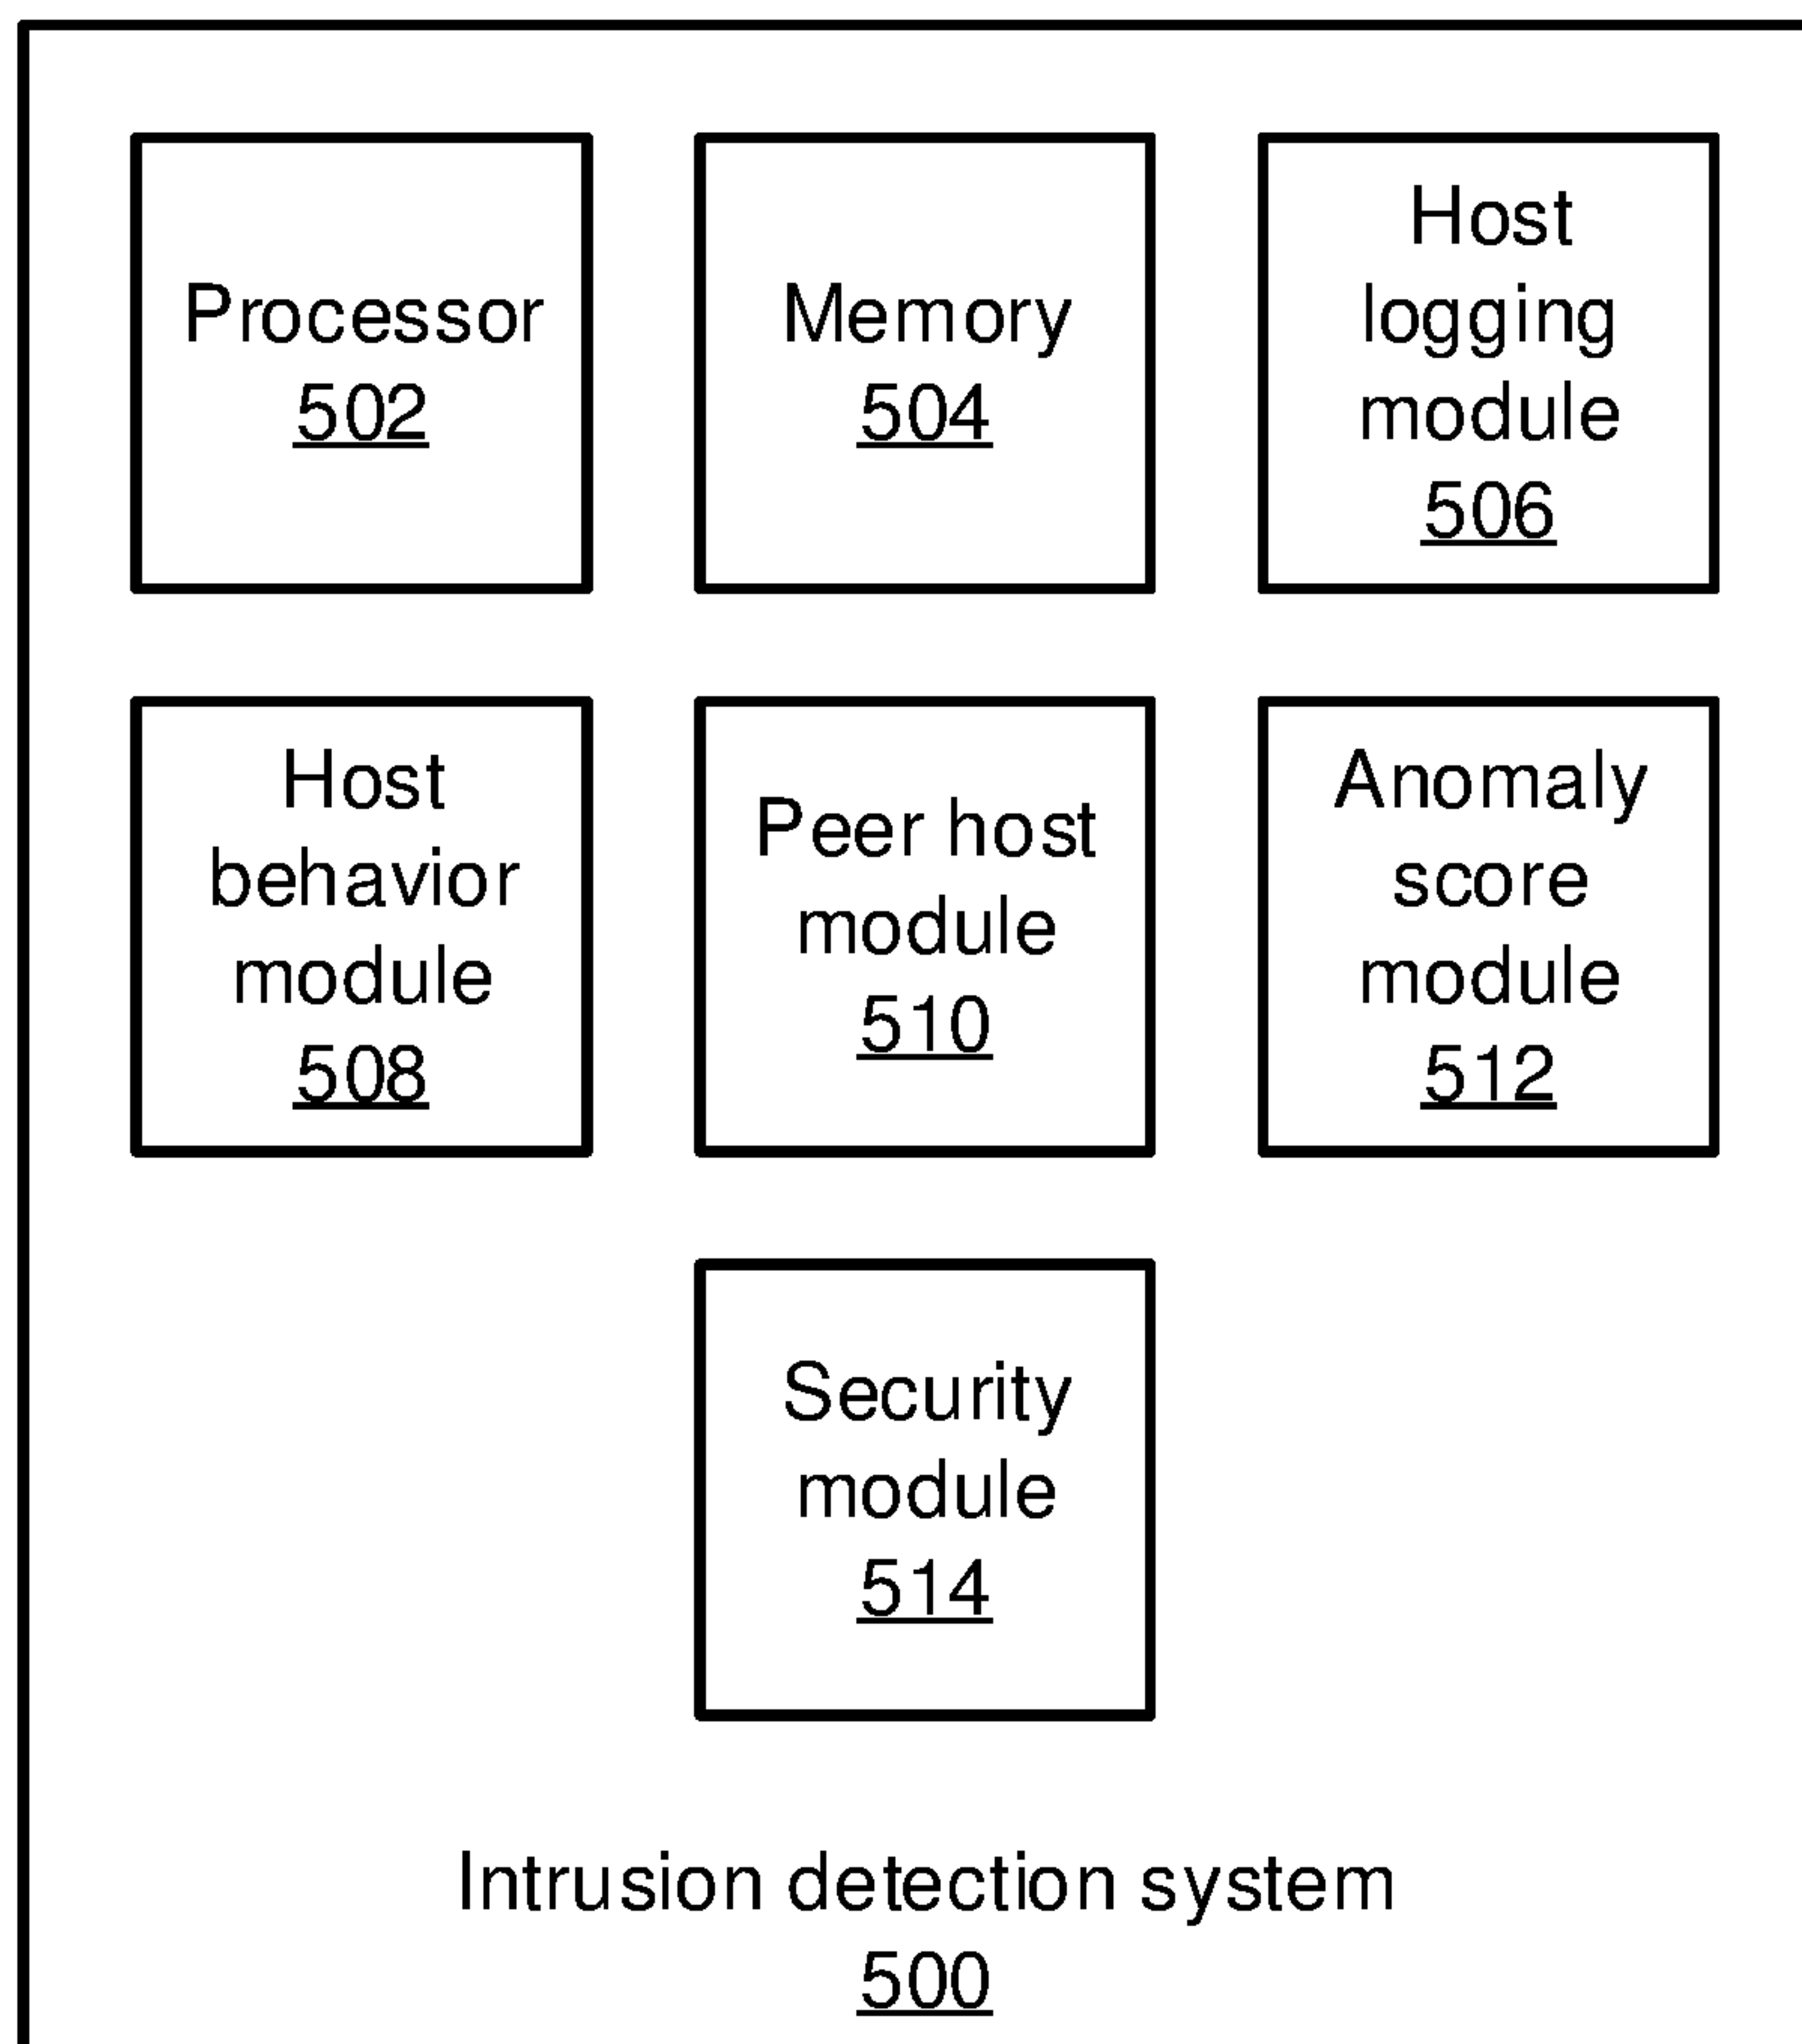 Processor
502
Memory
504
Host
logging
module
506
Host
behavior
module
508
Peer host
module
510
Anomaly
score
module
512
Security
module
514
Intrusion detection system
500